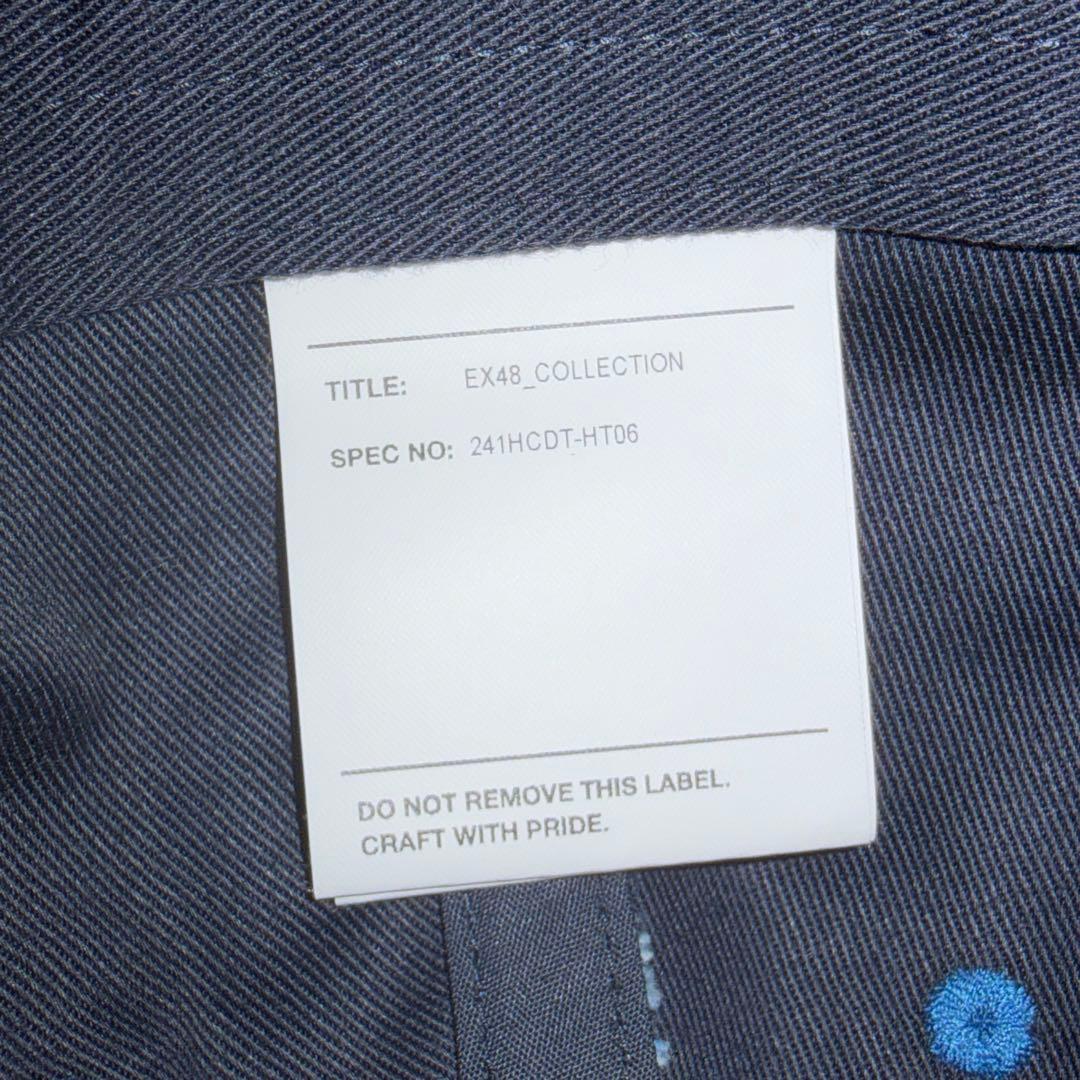 TITLE: EX48_COLLECTION
SPEC NO: 241HCDT-HT06
DO NOT REMOVE THIS LABEL.
CRAFT WITH PRIDE.